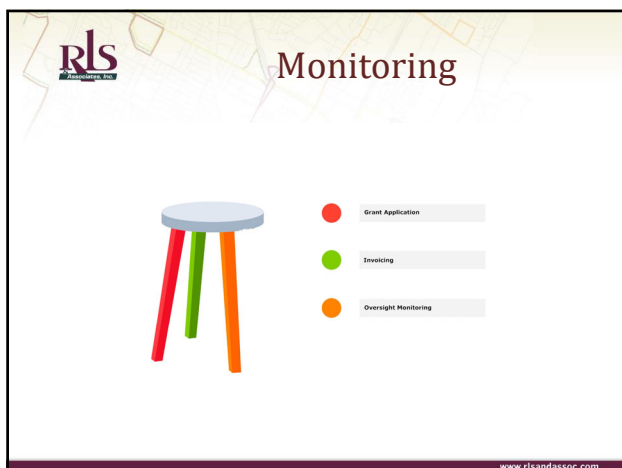 RLS
& Associates, Inc.
Monitoring
Grant Application
Invoicing
Oversight Monitoring
www.rlsandassoc.com